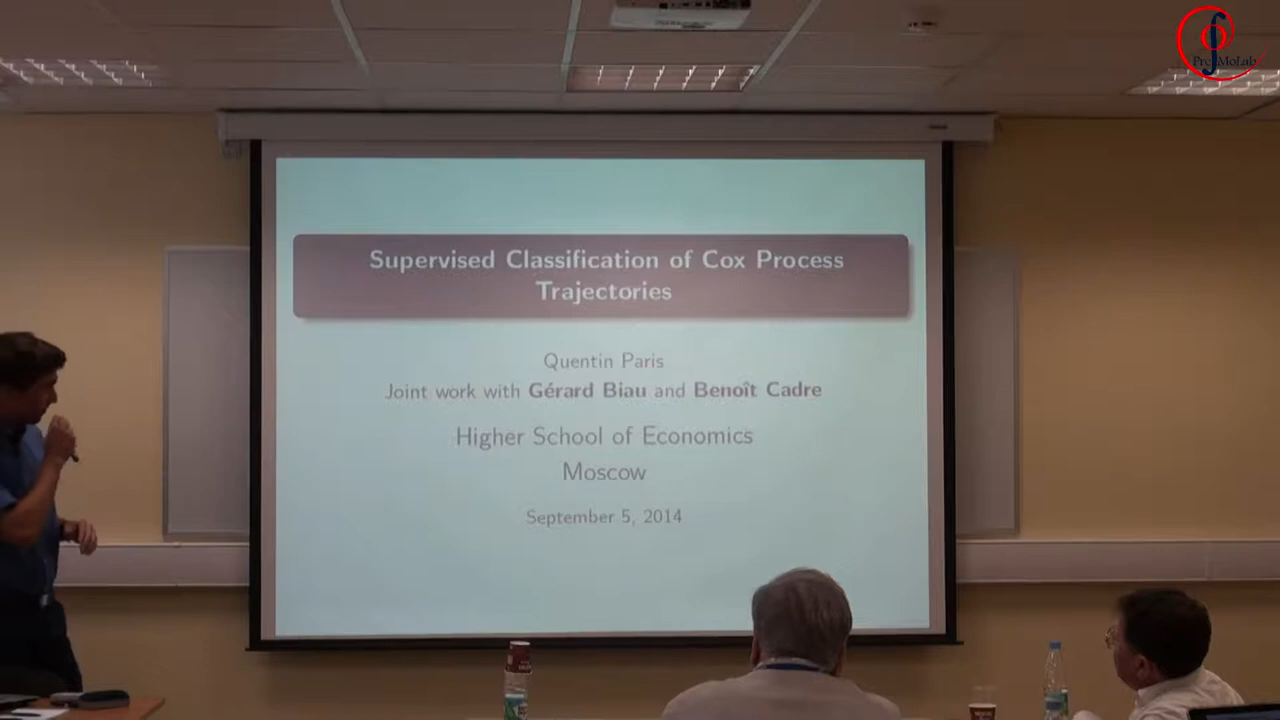 PreMoLab
Supervised Classification of Cox Process
Trajectories
Quentin Paris
Joint work with Gérard Biau and Benoît Cadre
Higher School of Economics
Moscow
September 5, 2014